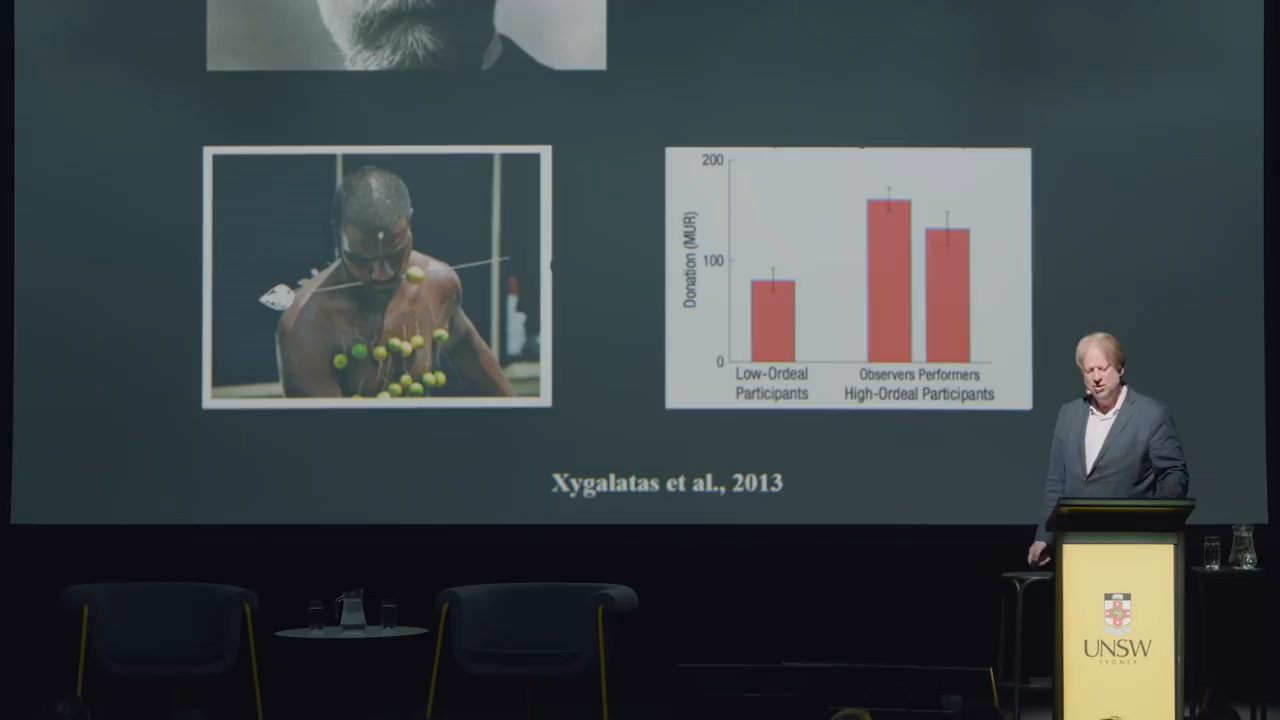 200
Donation (MUR)
100
0
Low-Ordeal
Participants
Observers Performers
High-Ordeal Participants
Xygalatas et al., 2013
UNSW
SYDNEY